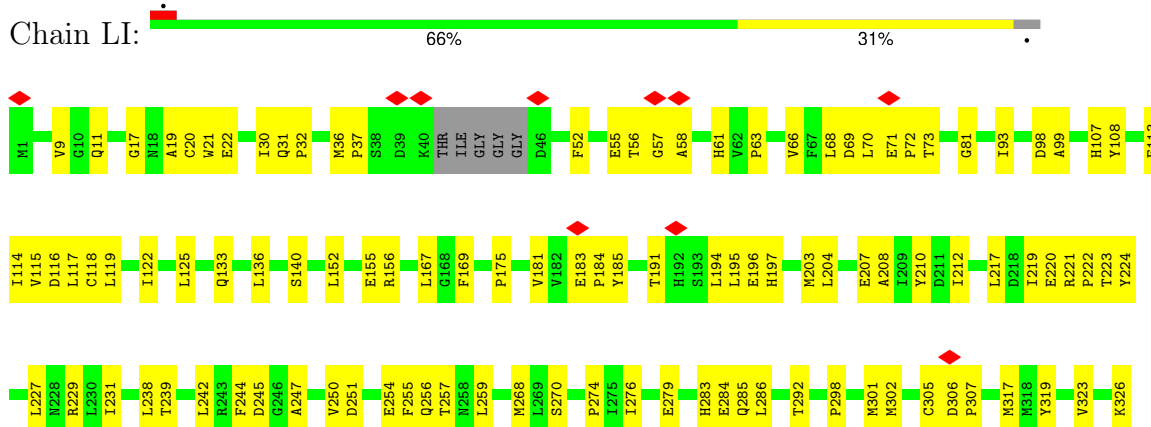 Chain LI:
66% 31%
M1 V9 G10 Q11 G17 N18 A19 C20 W21 E22 I30 Q31 P32 M36 P37 S38 D39 K40 THR ILE GLY GLY GLY D46 F52 E55 T56 G57 A58 H61 V62 P63 V66 F67 L68 D69 L70 E71 P72 T73 G81 I93 D98 A99 H107 Y108
I114 V115 D116 L117 C118 L119 I122 L125 Q133 L136 S140 L152 E155 R156 L167 G168 F169 P175 V181 V182 E183 P184 Y185 T191 H192 S193 L194 L195 E196 H197 M203 L204 E207 A208 I209 Y210 D211 I212 L217 D218 I219 E220 R221 P222 T223 Y224
L227 N228 R229 L230 I231 L238 T239 L242 R243 F244 D245 G246 A247 V250 D251 E254 F255 Q256 T257 N258 L259 M268 L269 S270 P274 I275 I276 E279 H283 E284 Q285 L286 T292 P298 M301 M302 C305 D306 P307 M317 M318 Y319 V323 K326